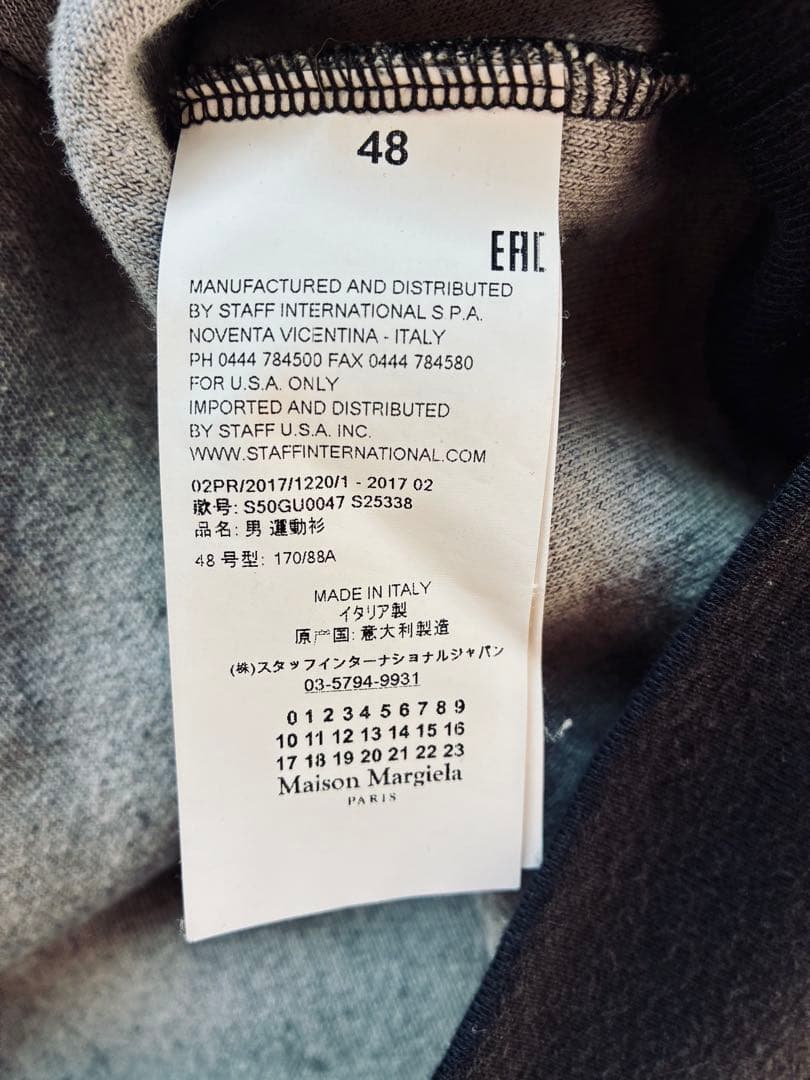 48
EAC
MANUFACTURED AND DISTRIBUTED
BY STAFF INTERNATIONAL S P.A.
NOVENTA VICENTINA - ITALY
PH 0444 784500 FAX 0444 784580
FOR U.S.A. ONLY
IMPORTED AND DISTRIBUTED
BY STAFF U.S.A. INC.
WWW.STAFFINTERNATIONAL.COM
02PR/2017/1220/1 - 2017 02
款号: S50GU0047 S25338
品名: 男 運動衫
48 号型: 170/88A
MADE IN ITALY
イタリア製
原产国: 意大利製造
(株)スタッフインターナショナルジャパン
03-5794-9931
0 1 2 3 4 5 6 7 8 9
10 11 12 13 14 15 16
17 18 19 20 21 22 23
Maison Margiela
PARIS